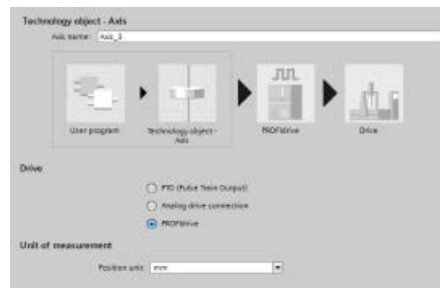 Technology object - Axis
Axis name: Axis_3
User program
Technology object -
Axis
PROFIdrive
Drive
Drive
PTO (Pulse Train Output)
Analog drive connection
PROFIdrive
Unit of measurement
Position unit: mm